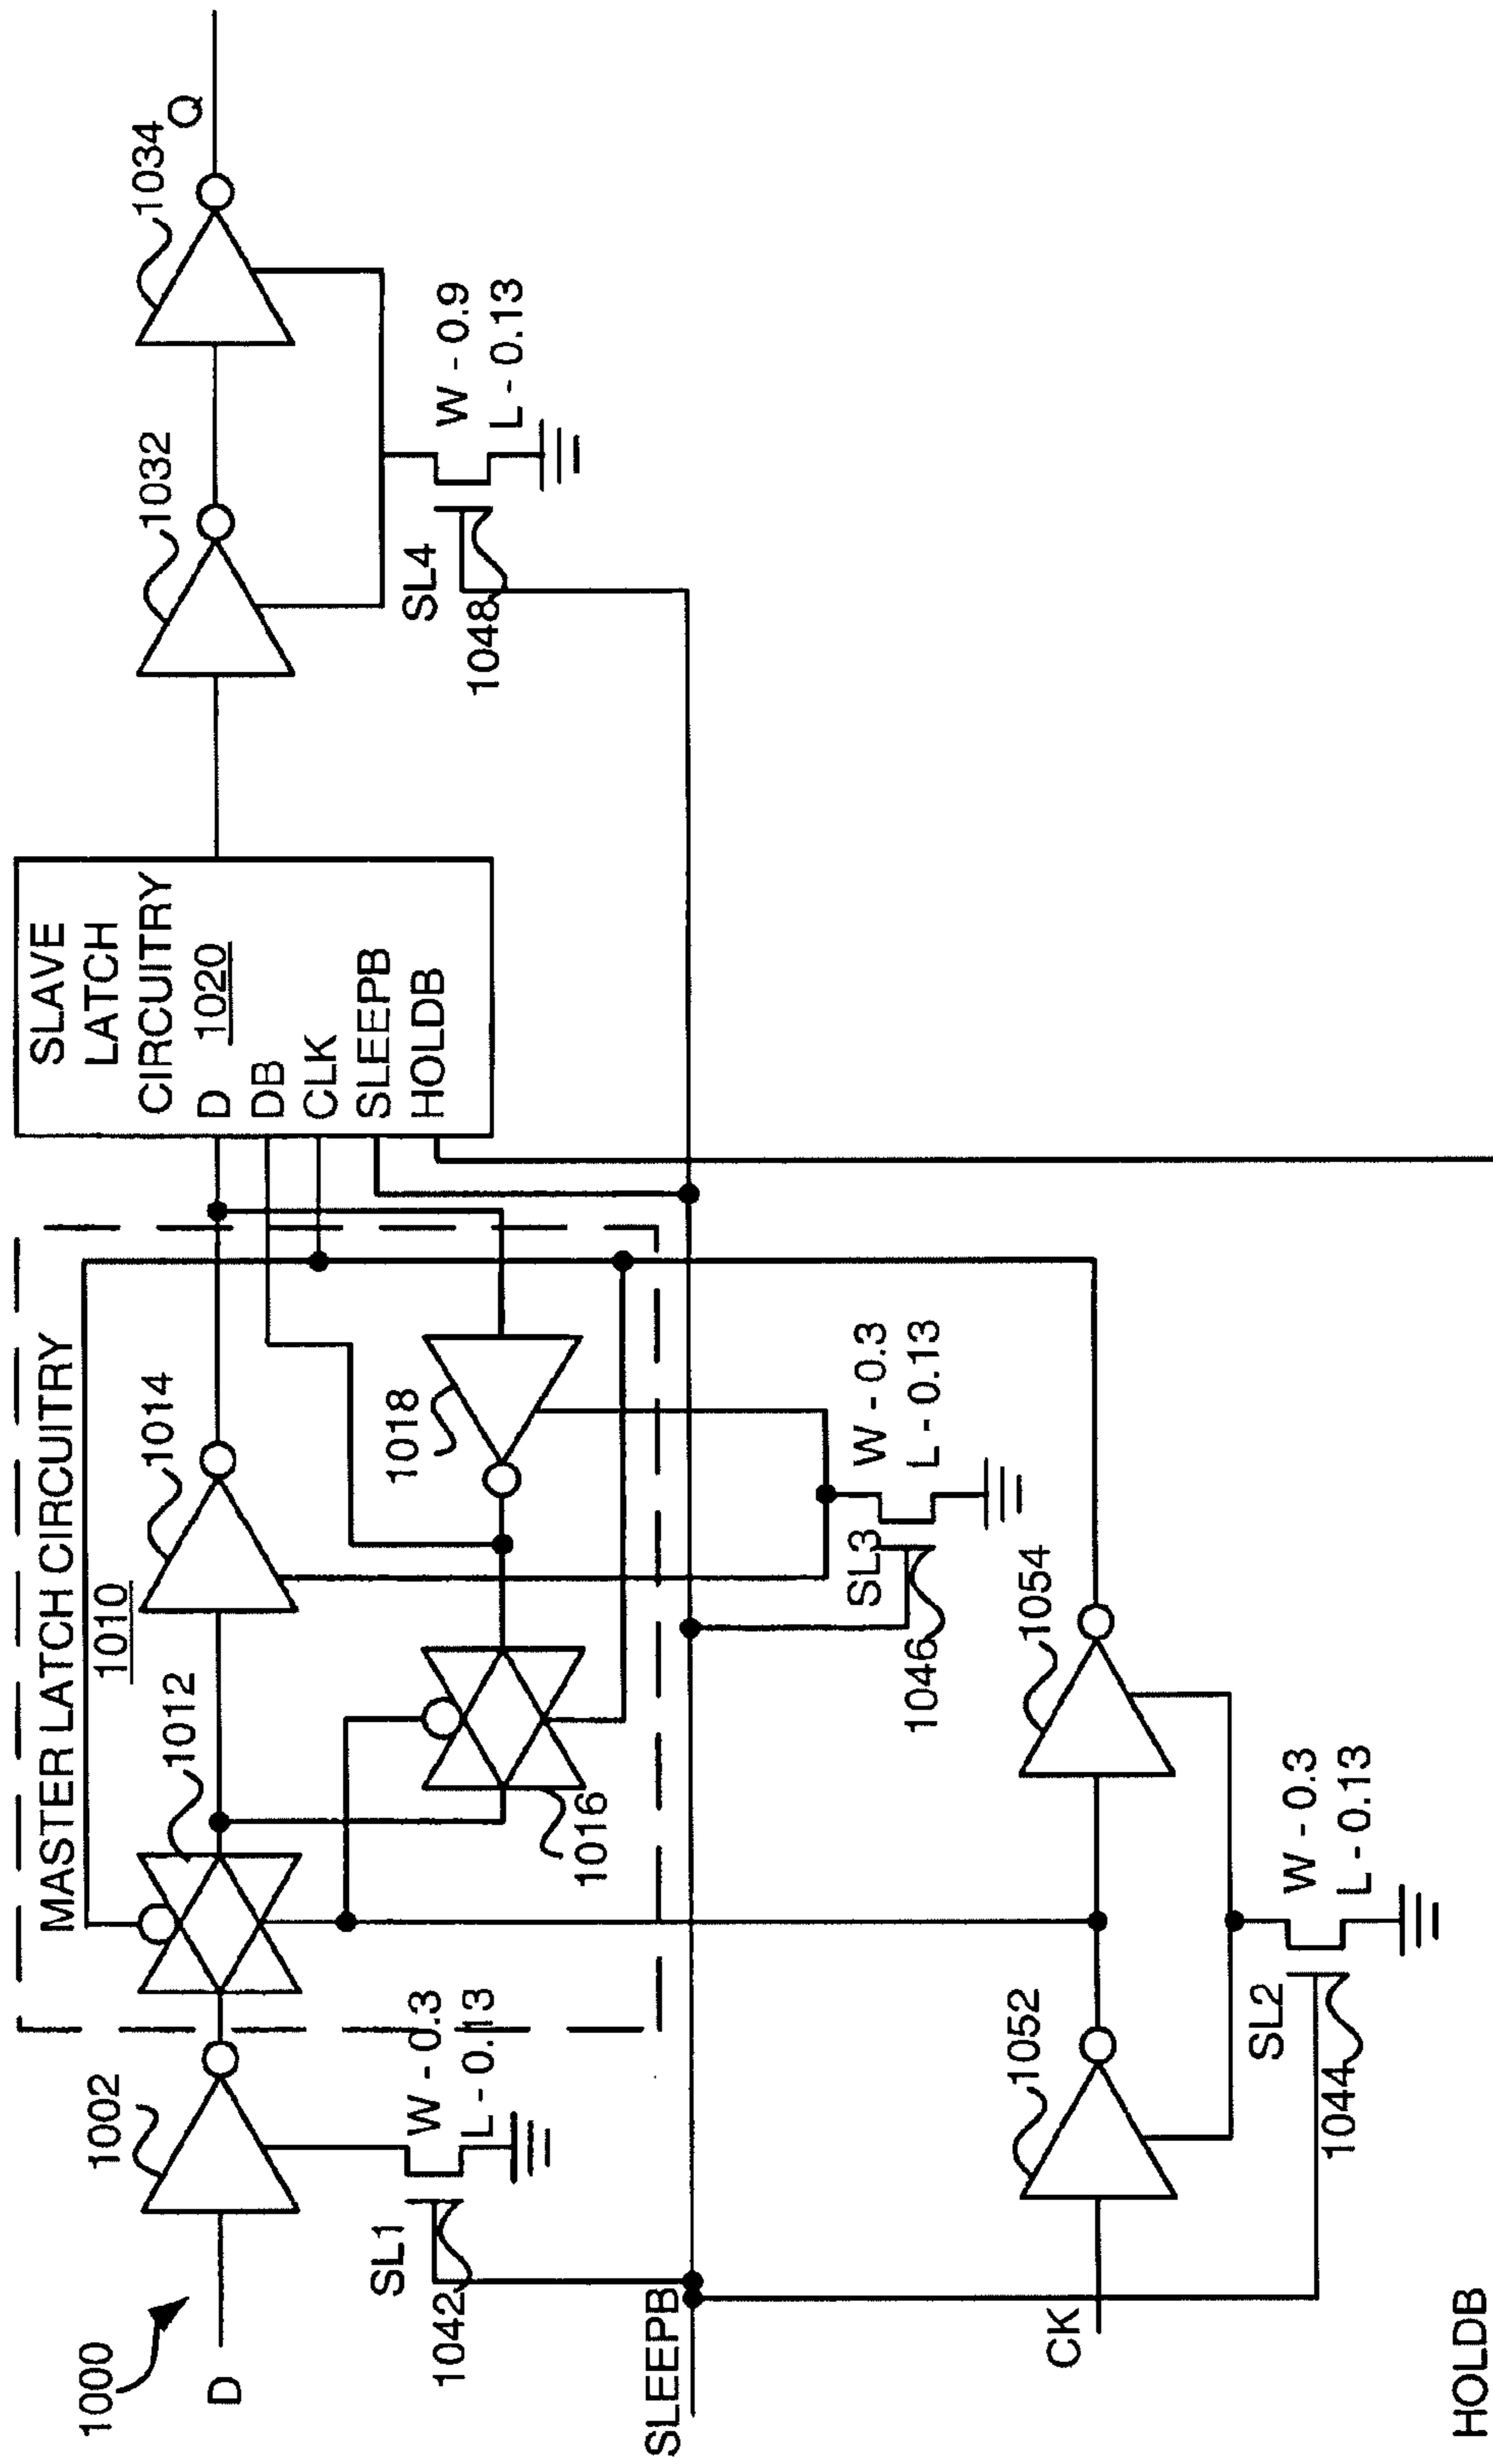 1000
D
1002
SL1
1042
W - 0.3
L - 0.13
MASTER LATCH CIRCUITRY
1010
1012
1014
1016
1018
SLAVE
LATCH
CIRCUITRY
D 1020
DB
CLK
SLEEPB
HOLDB
1032
1034
Q
SL4
1048
W - 0.9
L - 0.13
SLEEPB
SL3
1046
W - 0.3
L - 0.13
CK
1052
1054
SL2
1044
W - 0.3
L - 0.13
HOLDB